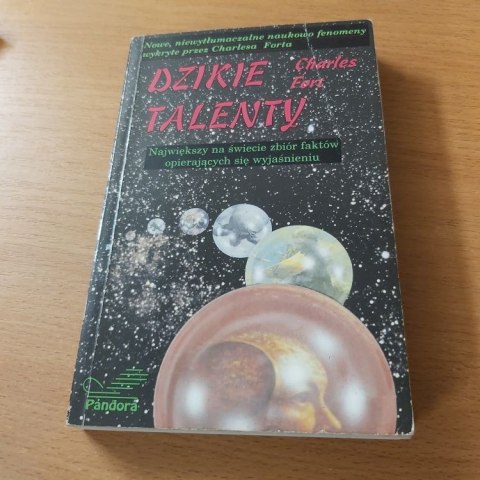 Nowe, niewytłumaczalne naukowo fenomeny
wykryte przez Charlesa Forta
DZIKIE
Charles
Fort
TALENTY
Największy na świecie zbiór faktów
opierających się wyjaśnieniu
Pandora